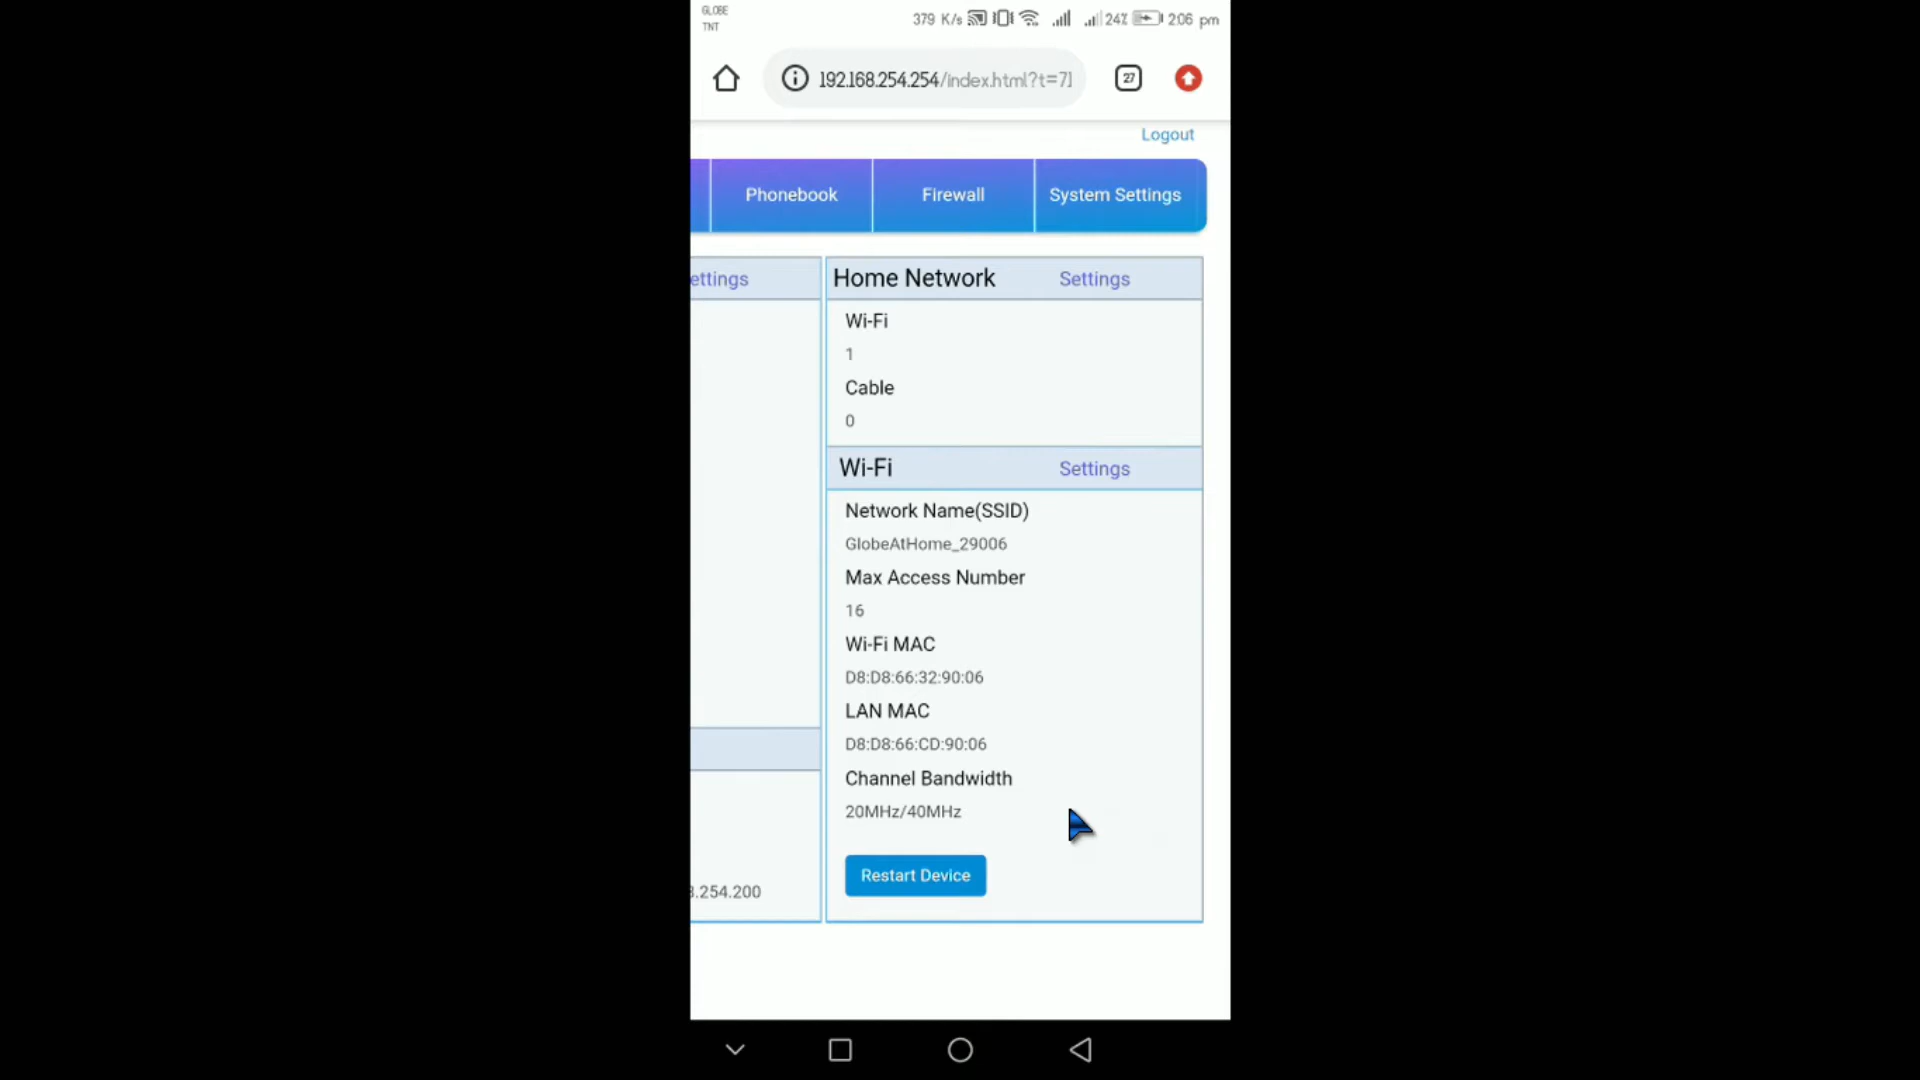 GLOBE
TNT
379 K/s 24% 2:06 pm
192.168.254.254/index.html?t=71
27
Logout
Phonebook
Firewall
System Settings
ettings
Home Network
Settings
Wi-Fi
1
Cable
0
Wi-Fi
Settings
Network Name(SSID)
GlobeAtHome_29006
Max Access Number
16
Wi-Fi MAC
D8:D8:66:32:90:06
LAN MAC
D8:D8:66:CD:90:06
Channel Bandwidth
20MHz/40MHz
Restart Device
.254.200